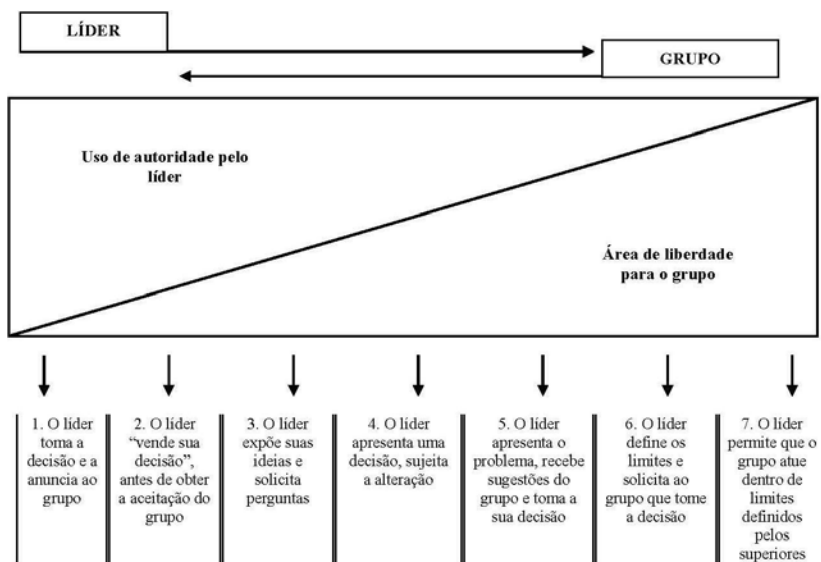 LÍDER
GRUPO
Uso de autoridade pelo
líder
Área de liberdade
para o grupo
1. O líder
toma a
decisão e a
anuncia ao
grupo
2. O líder
“vende sua
decisão”,
antes de obter
a aceitação do
grupo
3. O líder
expõe suas
ideias e
solicita
perguntas
4. O líder
apresenta uma
decisão, sujeita
a alteração
5. O líder
apresenta o
problema, recebe
sugestões do
grupo e toma a
sua decisão
6. O líder
define os
limites e
solicita ao
grupo que tome
a decisão
7. O líder
permite que o
grupo atue
dentro de
limites
definidos
pelos
superiores